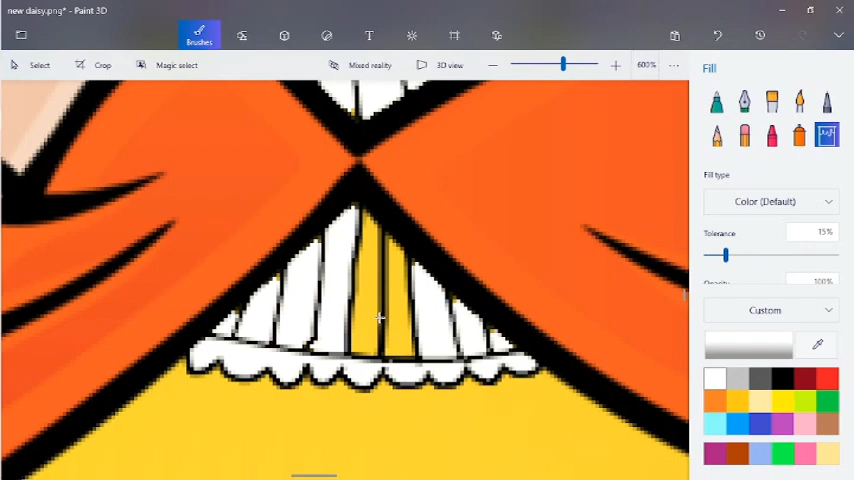 new daisy.png* - Paint 3D
Brushes
Select
Crop
Magic select
Mixed reality
3D view
600%
Fill
Fill type
Color (Default)
Tolerance
15%
Opacity
100%
Custom